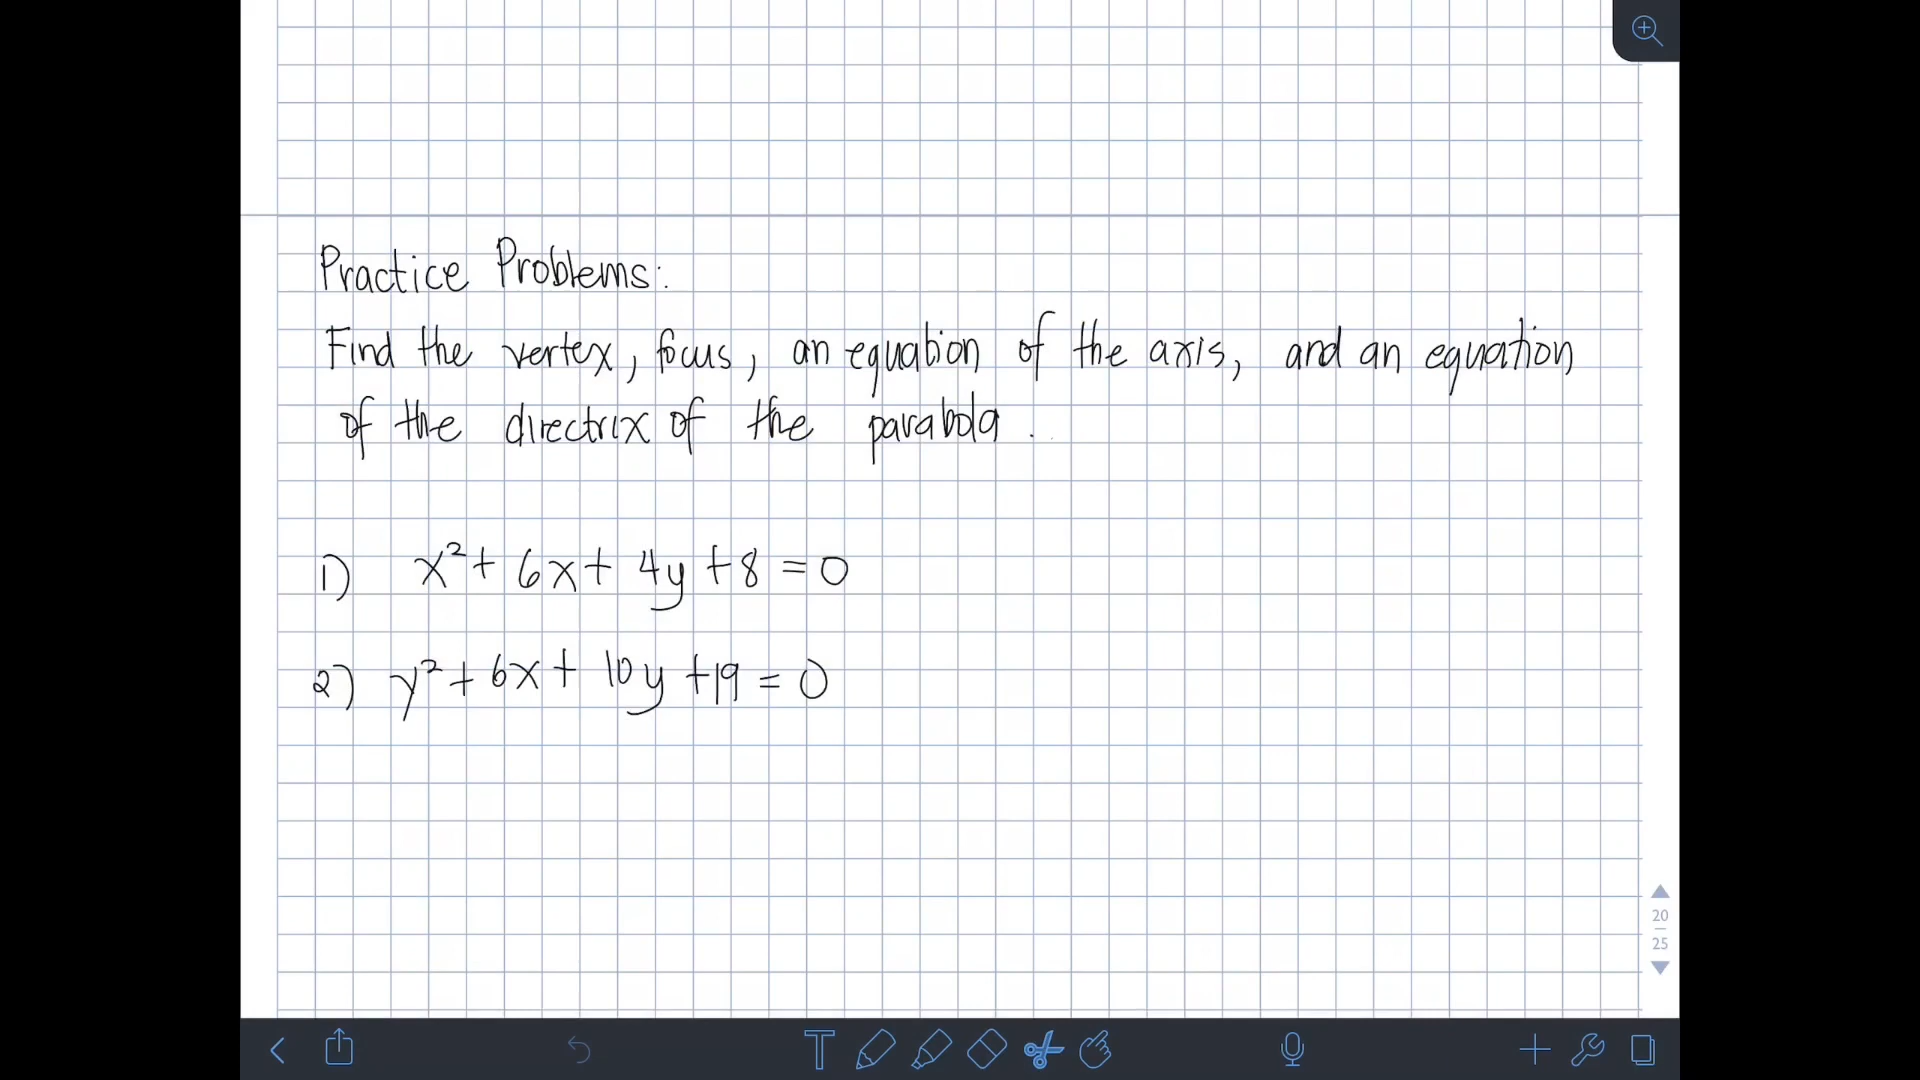 Practice Problems:
Find the vertex, focus, an equation of the axis, and an equation
of the directrix of the parabola.
1) x² + 6x + 4y + 8 = 0
2) y² + 6x + 10y + 19 = 0
20
25
T